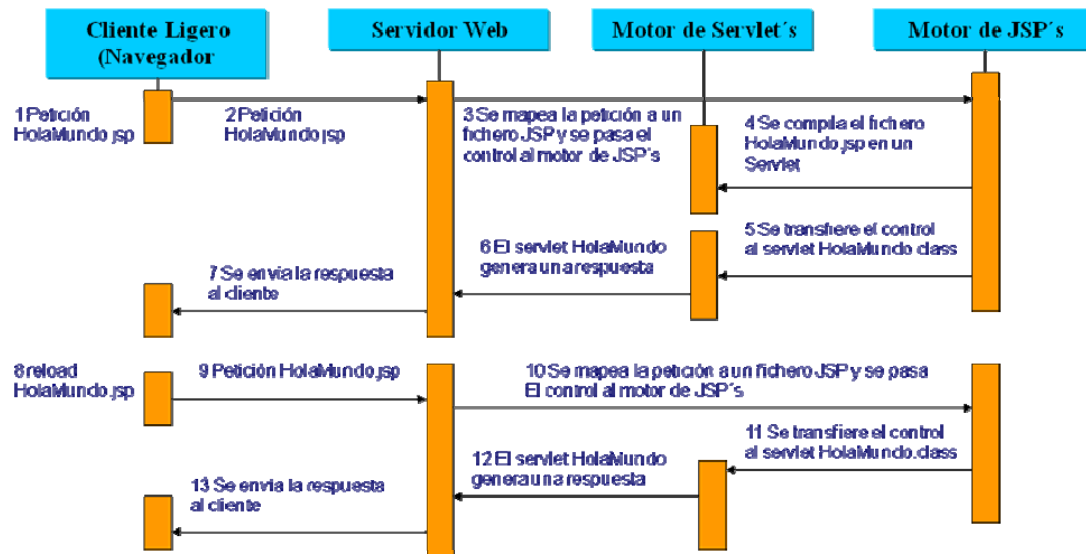 Cliente Ligero
(Navegador
Servidor Web
Motor de Servlet´s
Motor de JSP´s
1 Petición
HolaMundo.jsp
2 Petición
HolaMundo.jsp
3 Se mapea la petición a un
fichero JSP y se pasa el
control al motor de JSP´s
4 Se compila el fichero
HolaMundo.jsp en un
Servlet
5 Se transfiere el control
al servlet HolaMundo.class
6 El servlet HolaMundo
genera una respuesta
7 Se envía la respuesta
al cliente
8 reload
HolaMundo.jsp
9 Petición HolaMundo.jsp
10 Se mapea la petición a un fichero JSP y se pasa
El control al motor de JSP´s
11 Se transfiere el control
al servlet HolaMundo.class
12 El servlet HolaMundo
genera una respuesta
13 Se envía la respuesta
al cliente